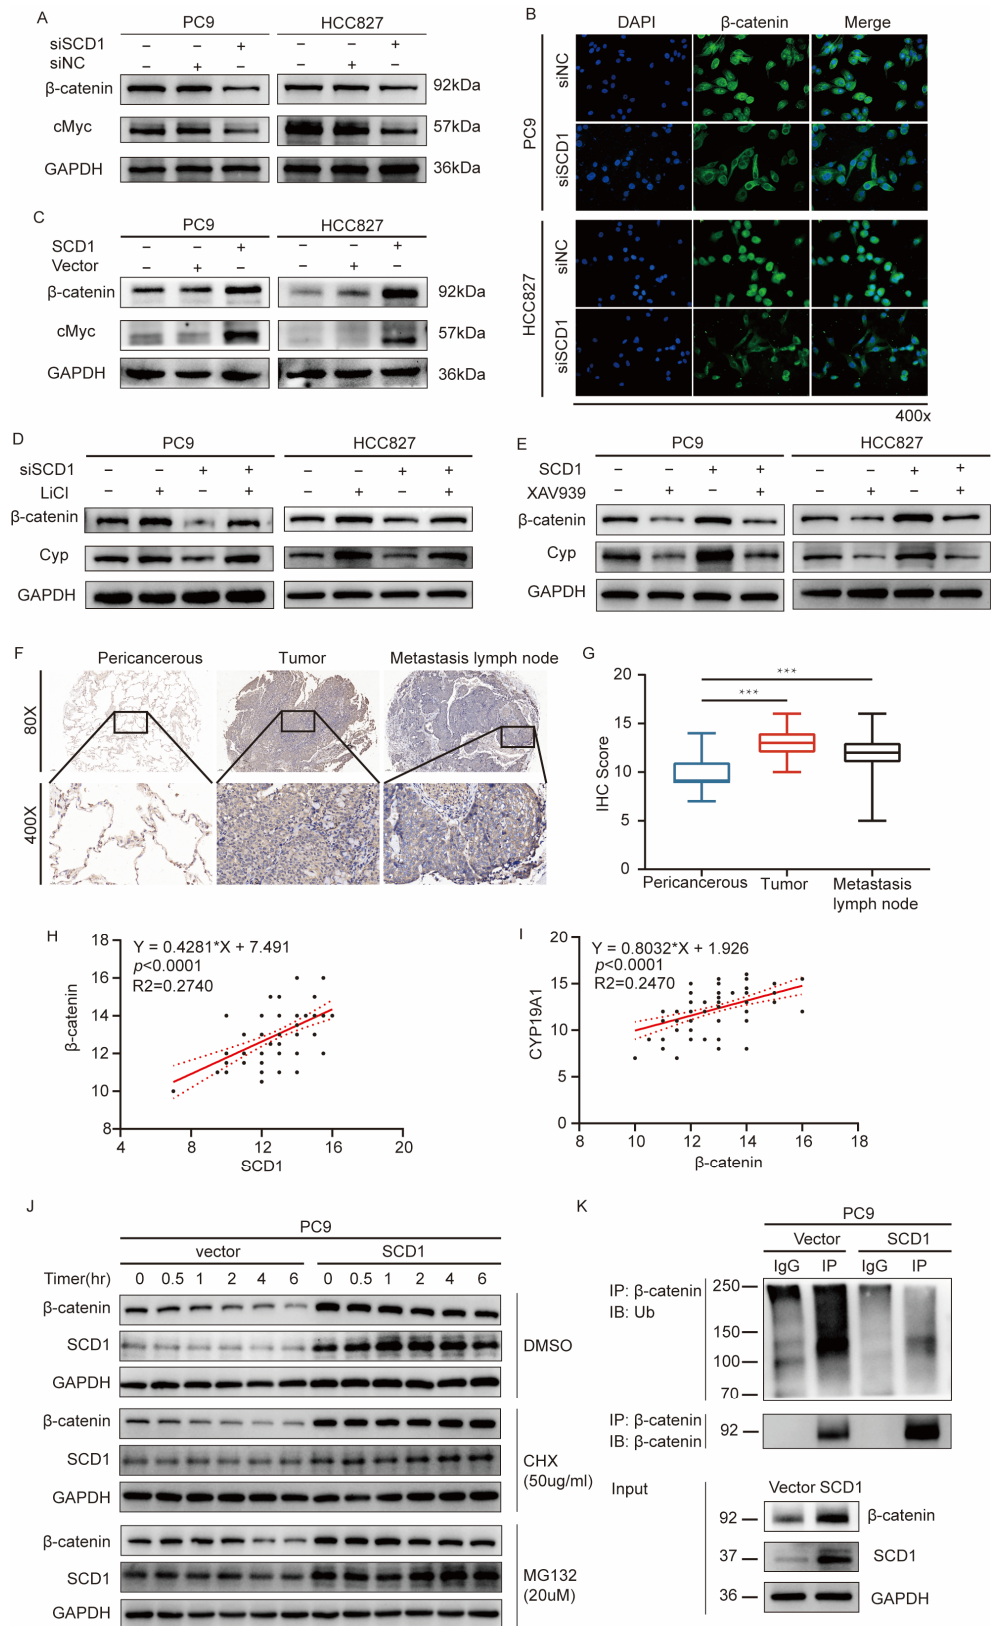 A
PC9 HCC827
siSCD1 – – + – – +
siNC – + – – + –
β-catenin 92kDa
cMyc 57kDa
GAPDH 36kDa
B
DAPI β-catenin Merge
PC9
siNC
siSCD1
HCC827
siNC
siSCD1
400x
C
PC9 HCC827
SCD1 – – + – – +
Vector – + – – + –
β-catenin 92kDa
cMyc 57kDa
GAPDH 36kDa
D
PC9 HCC827
siSCD1 – – + + – – + +
LiCl – + – + – + – +
β-catenin
Cyp
GAPDH
E
PC9 HCC827
SCD1 – – + + – – + +
XAV939 – + – + – + – +
β-catenin
Cyp
GAPDH
F
Pericancerous Tumor Metastasis lymph node
80X
400X
G
IHC Score
20
15
10
5
0
***
***
Pericancerous Tumor Metastasis
lymph node
H
Y = 0.4281*X + 7.491
p<0.0001
R2=0.2740
β-catenin
18
16
14
12
10
8
4 8 12 16 20
SCD1
I
Y = 0.8032*X + 1.926
p<0.0001
R2=0.2470
CYP19A1
20
15
10
5
0
8 10 12 14 16 18
β-catenin
J
PC9
vector SCD1
Timer(hr) 0 0.5 1 2 4 6 0 0.5 1 2 4 6
β-catenin
SCD1
GAPDH
DMSO
β-catenin
SCD1
GAPDH
CHX
(50ug/ml)
β-catenin
SCD1
GAPDH
MG132
(20uM)
K
PC9
Vector SCD1
IgG IP IgG IP
IP: β-catenin
IB: Ub
250
150
100
70
IP: β-catenin
IB: β-catenin
92
Input
Vector SCD1
92 β-catenin
37 SCD1
36 GAPDH